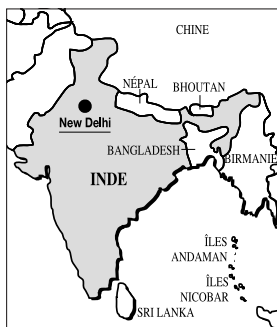 CHINE
NÉPAL
BHOUTAN
New Delhi
BANGLADESH
BIRMANIE
INDE
ÎLES
ANDAMAN
ÎLES
NICOBAR
SRI LANKA